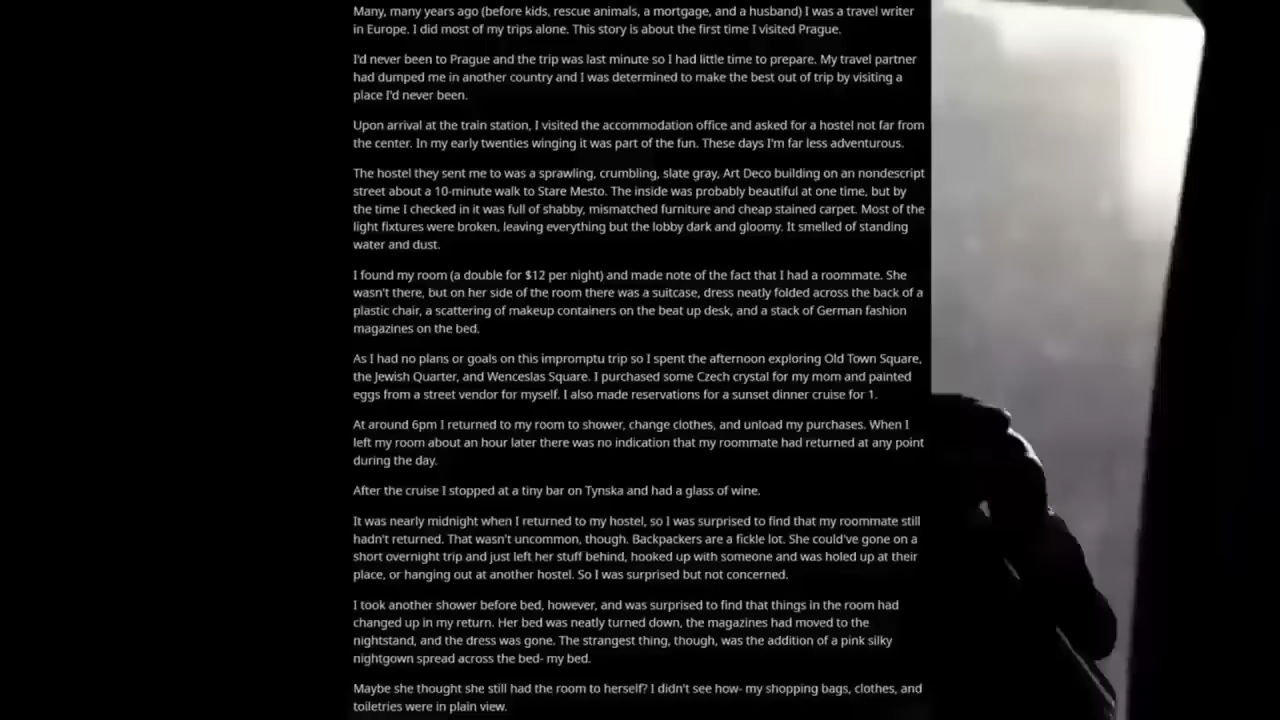 Many, many years ago (before kids, rescue animals, a mortgage, and a husband) I was a travel writer
in Europe. I did most of my trips alone. This story is about the first time I visited Prague.
I'd never been to Prague and the trip was last minute so I had little time to prepare. My travel partner
had dumped me in another country and I was determined to make the best out of trip by visiting a
place I'd never been.
Upon arrival at the train station, I visited the accommodation office and asked for a hostel not far from
the center. In my early twenties winging it was part of the fun. These days I'm far less adventurous.
The hostel they sent me to was a sprawling, crumbling, slate gray, Art Deco building on an nondescript
street about a 10-minute walk to Stare Mesto. The inside was probably beautiful at one time, but by
the time I checked in it was full of shabby, mismatched furniture and cheap stained carpet. Most of the
light fixtures were broken, leaving everything but the lobby dark and gloomy. It smelled of standing
water and dust.
I found my room (a double for $12 per night) and made note of the fact that I had a roommate. She
wasn't there, but on her side of the room there was a suitcase, dress neatly folded across the back of a
plastic chair, a scattering of makeup containers on the beat up desk, and a stack of German fashion
magazines on the bed.
As I had no plans or goals on this impromptu trip so I spent the afternoon exploring Old Town Square,
the Jewish Quarter, and Wenceslas Square. I purchased some Czech crystal for my mom and painted
eggs from a street vendor for myself. I also made reservations for a sunset dinner cruise for 1.
At around 6pm I returned to my room to shower, change clothes, and unload my purchases. When I
left my room about an hour later there was no indication that my roommate had returned at any point
during the day.
After the cruise I stopped at a tiny bar on Tynska and had a glass of wine.
It was nearly midnight when I returned to my hostel, so I was surprised to find that my roommate still
hadn't returned. That wasn't uncommon, though. Backpackers are a fickle lot. She could've gone on a
short overnight trip and just left her stuff behind, hooked up with someone and was holed up at their
place, or hanging out at another hostel. So I was surprised but not concerned.
I took another shower before bed, however, and was surprised to find that things in the room had
changed up in my return. Her bed was neatly turned down, the magazines had moved to the
nightstand, and the dress was gone. The strangest thing, though, was the addition of a pink silky
nightgown spread across the bed- my bed.
Maybe she thought she still had the room to herself? I didn't see how- my shopping bags, clothes, and
toiletries were in plain view.